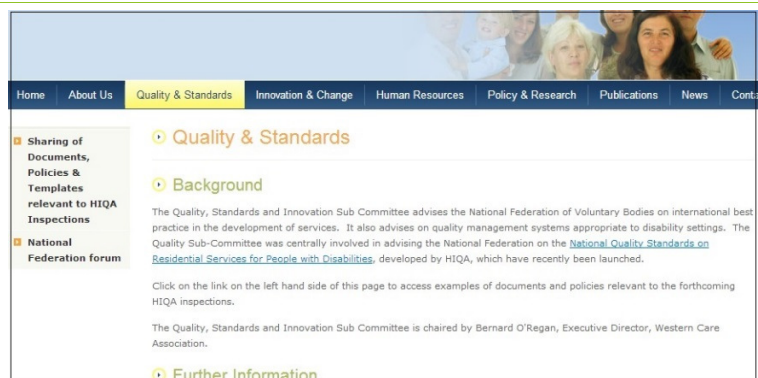 Home About Us Quality & Standards Innovation & Change Human Resources Policy & Research Publications News Conta
Sharing of
Documents,
Policies &
Templates
relevant to HIQA
Inspections
National
Federation forum
Quality & Standards
Background
The Quality, Standards and Innovation Sub Committee advises the National Federation of Voluntary Bodies on international best
practice in the development of services. It also advises on quality management systems appropriate to disability settings. The
Quality Sub-Committee was centrally involved in advising the National Federation on the National Quality Standards on
Residential Services for People with Disabilities, developed by HIQA, which have recently been launched.
Click on the link on the left hand side of this page to access examples of documents and policies relevant to the forthcoming
HIQA inspections.
The Quality, Standards and Innovation Sub Committee is chaired by Bernard O'Regan, Executive Director, Western Care
Association.
Further Information